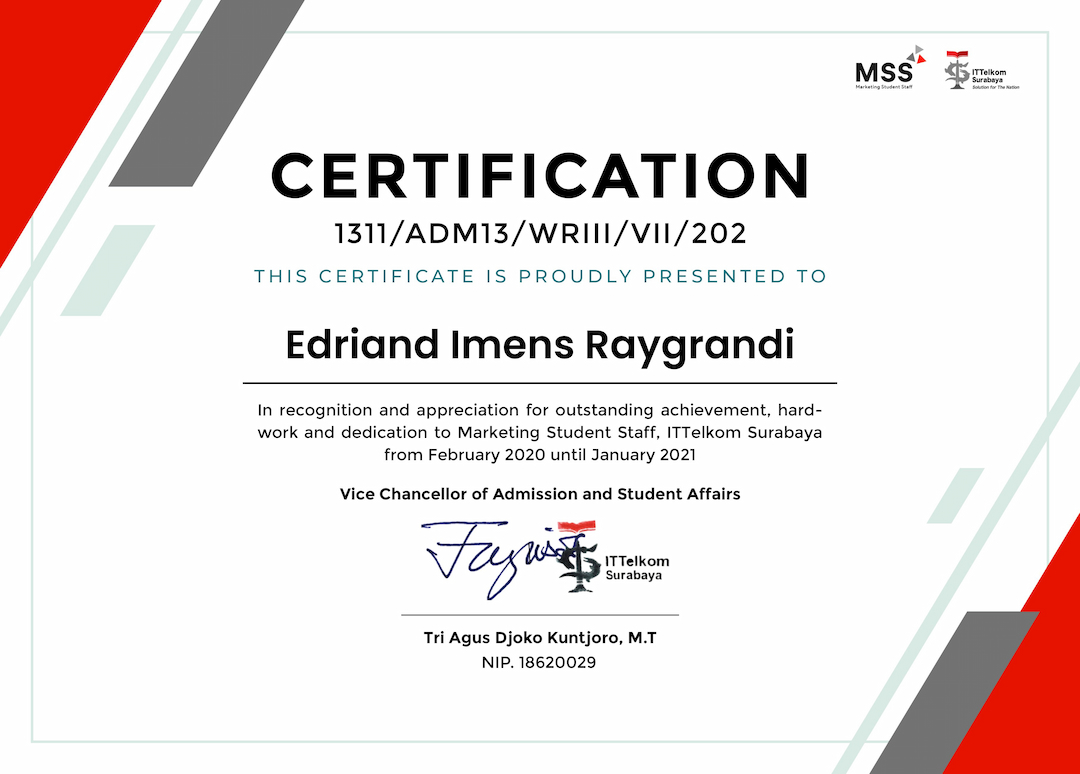 MSS
Marketing Student Staff
ITTelkom
Surabaya
Solution for The Nation
CERTIFICATION
1311/ADM13/WRIII/VII/202
THIS CERTIFICATE IS PROUDLY PRESENTED TO
Edriand Imens Raygrandi
In recognition and appreciation for outstanding achievement, hard-
work and dedication to Marketing Student Staff, ITTelkom Surabaya
from February 2020 until January 2021
Vice Chancellor of Admission and Student Affairs
ITTelkom
Surabaya
Tri Agus Djoko Kuntjoro, M.T
NIP. 18620029